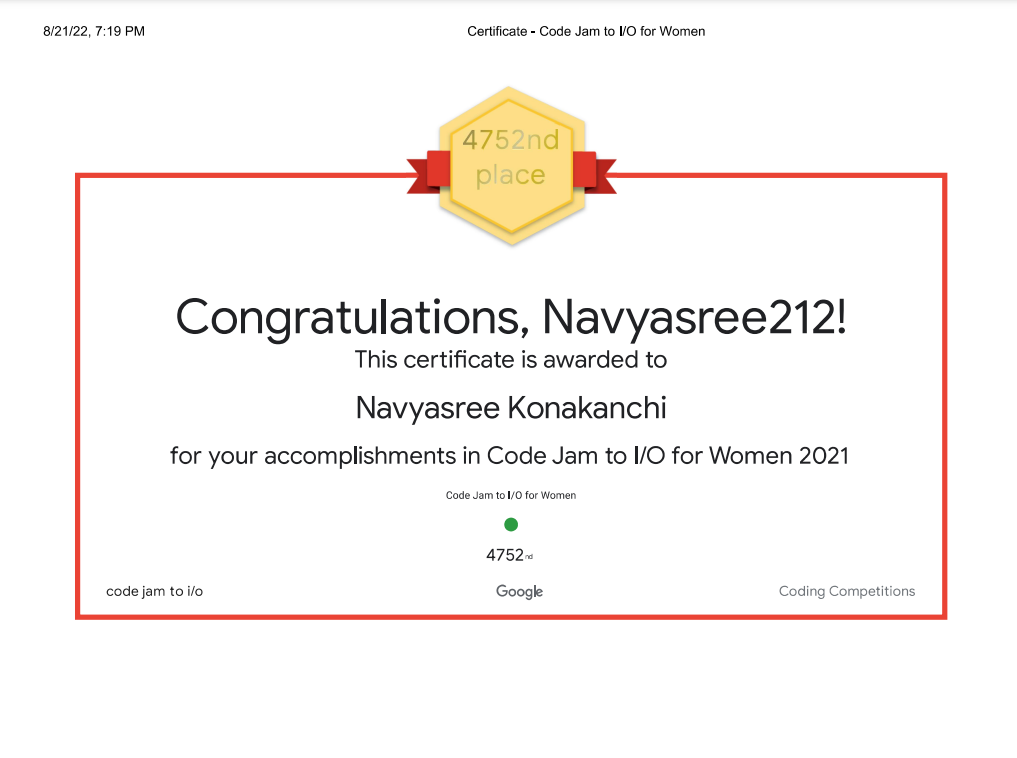 8/21/22, 7:19 PM Certificate - Code Jam to I/O for Women
4752nd
place
Congratulations, Navyasree212!
This certificate is awarded to
Navyasree Konakanchi
for your accomplishments in Code Jam to I/O for Women 2021
Code Jam to I/O for Women
4752nd
code jam to i/o Google Coding Competitions